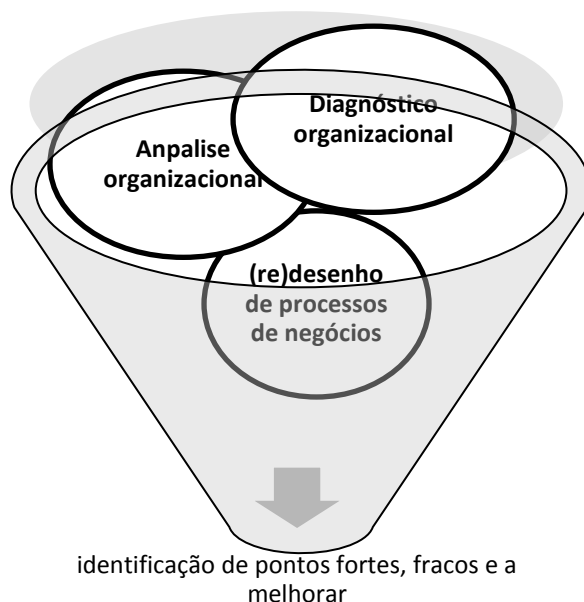 Diagnóstico
organizacional
Anpalise
organizacional
(re)desenho
de processos
de negócios
identificação de pontos fortes, fracos e a
melhorar